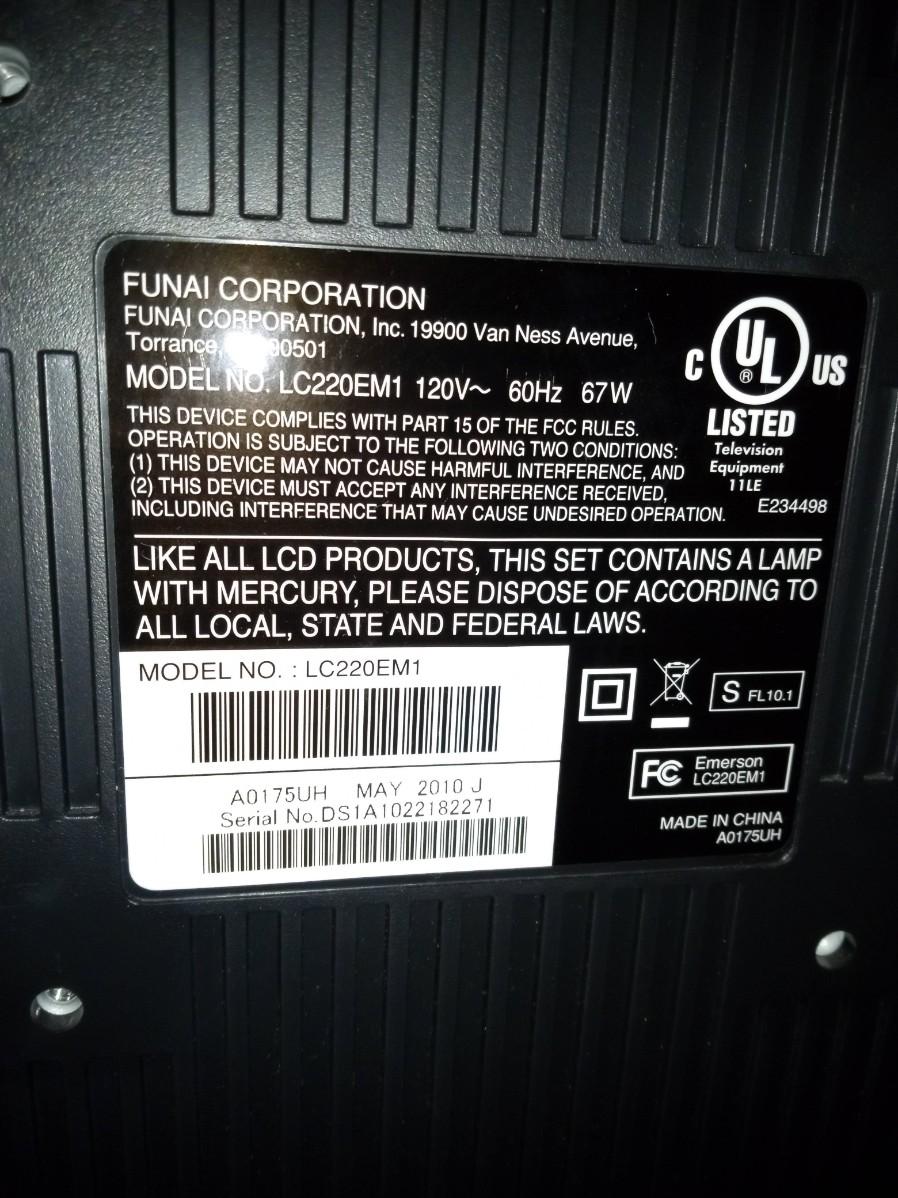 FUNAI CORPORATION
FUNAI CORPORATION, Inc. 19900 Van Ness Avenue,
Torrance, 90501
MODEL NO. LC220EM1 120V~ 60Hz 67W
THIS DEVICE COMPLIES WITH PART 15 OF THE FCC RULES.
OPERATION IS SUBJECT TO THE FOLLOWING TWO CONDITIONS:
(1) THIS DEVICE MAY NOT CAUSE HARMFUL INTERFERENCE, AND
(2) THIS DEVICE MUST ACCEPT ANY INTERFERENCE RECEIVED,
INCLUDING INTERFERENCE THAT MAY CAUSE UNDESIRED OPERATION.
C UL ® US
LISTED
Television
Equipment
11LE
E234498
LIKE ALL LCD PRODUCTS, THIS SET CONTAINS A LAMP
WITH MERCURY, PLEASE DISPOSE OF ACCORDING TO
ALL LOCAL, STATE AND FEDERAL LAWS.
MODEL NO. : LC220EM1
A0175UH MAY 2010 J
Serial No.DS1A1022182271
S FL10.1
FC Emerson
LC220EM1
MADE IN CHINA
A0175UH